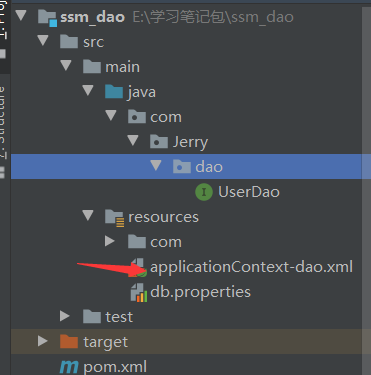 ssm_dao E:\学习笔记包\ssm_dao
src
main
java
com
Jerry
dao
I UserDao
resources
com
applicationContext-dao.xml
db.properties
test
target
m pom.xml
Z: Structure